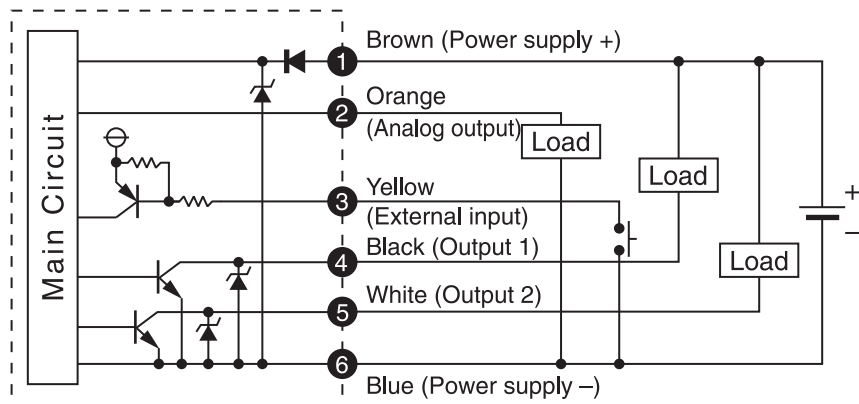 Main Circuit
1
Brown (Power supply +)
2
Orange
(Analog output)
Load
3
Yellow
(External input)
Load
4
Black (Output 1)
Load
5
White (Output 2)
6
Blue (Power supply –)
+
–